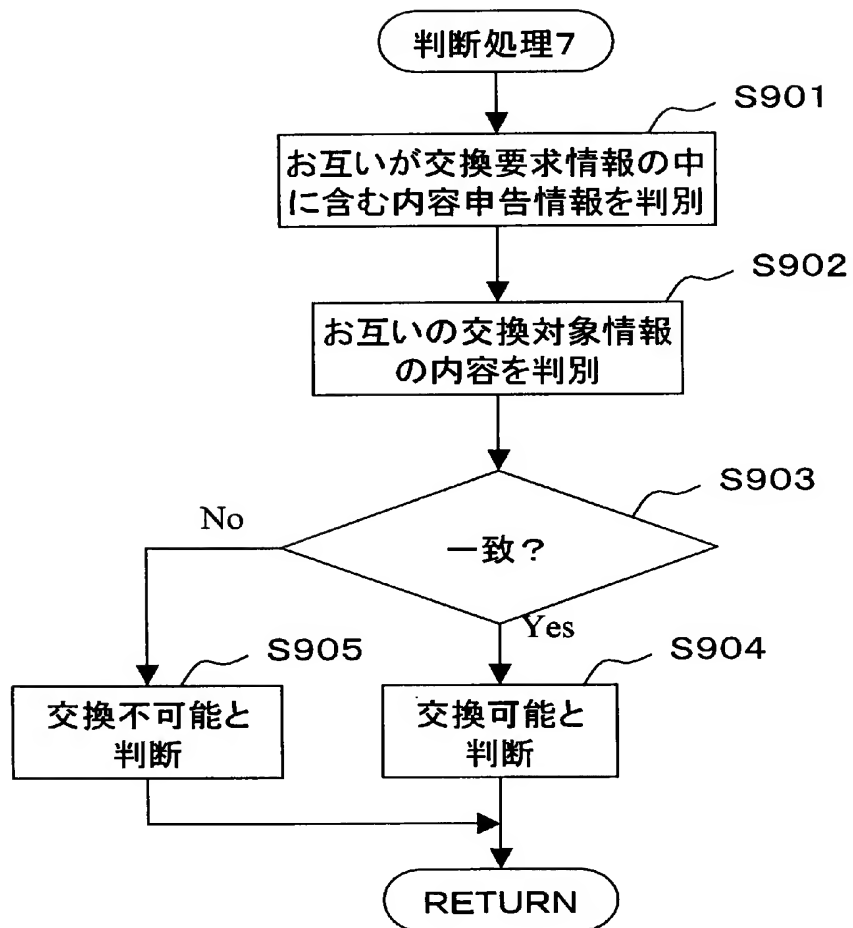 判断処理7
S901
お互いが交換要求情報の中
に含む内容申告情報を判別
S902
お互いの交換対象情報
の内容を判別
S903
一致？
No
Yes
S905
交換不可能と
判断
S904
交換可能と
判断
RETURN